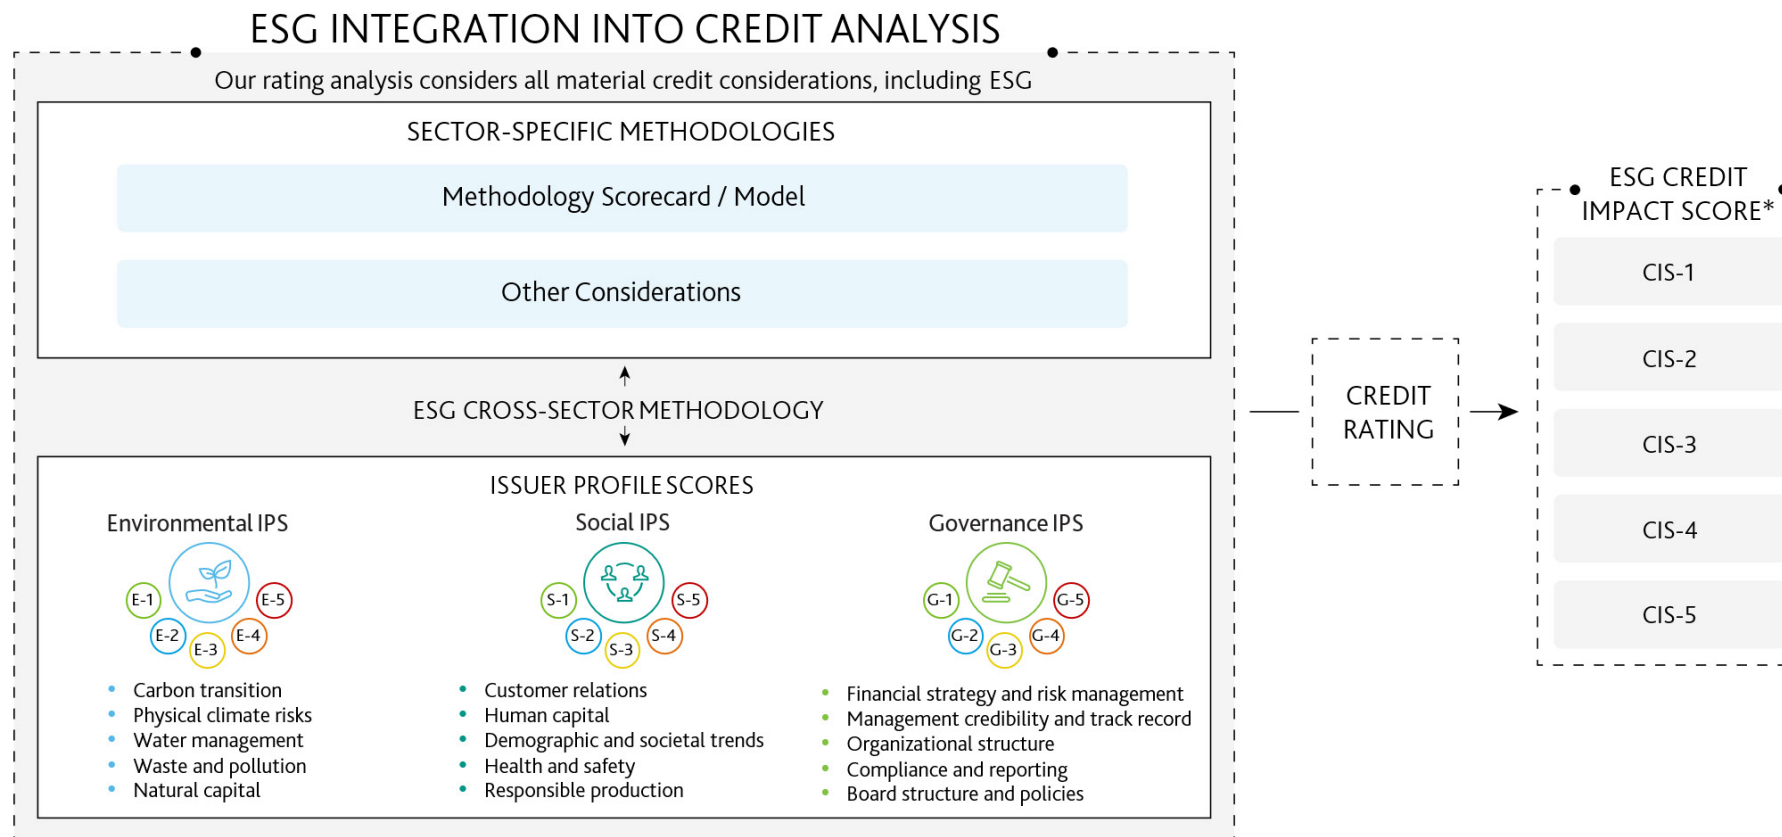 ESG INTEGRATION INTO CREDIT ANALYSIS
Our rating analysis considers all material credit considerations, including ESG
SECTOR-SPECIFIC METHODOLOGIES
Methodology Scorecard / Model
Other Considerations
ESG CROSS-SECTOR METHODOLOGY
ISSUER PROFILE SCORES
Environmental IPS
E-1
E-2
E-3
E-4
E-5
Carbon transition
Physical climate risks
Water management
Waste and pollution
Natural capital
Social IPS
S-1
S-2
S-3
S-4
S-5
Customer relations
Human capital
Demographic and societal trends
Health and safety
Responsible production
Governance IPS
G-1
G-2
G-3
G-4
G-5
Financial strategy and risk management
Management credibility and track record
Organizational structure
Compliance and reporting
Board structure and policies
CREDIT
RATING
ESG CREDIT
IMPACT SCORE*
CIS-1
CIS-2
CIS-3
CIS-4
CIS-5